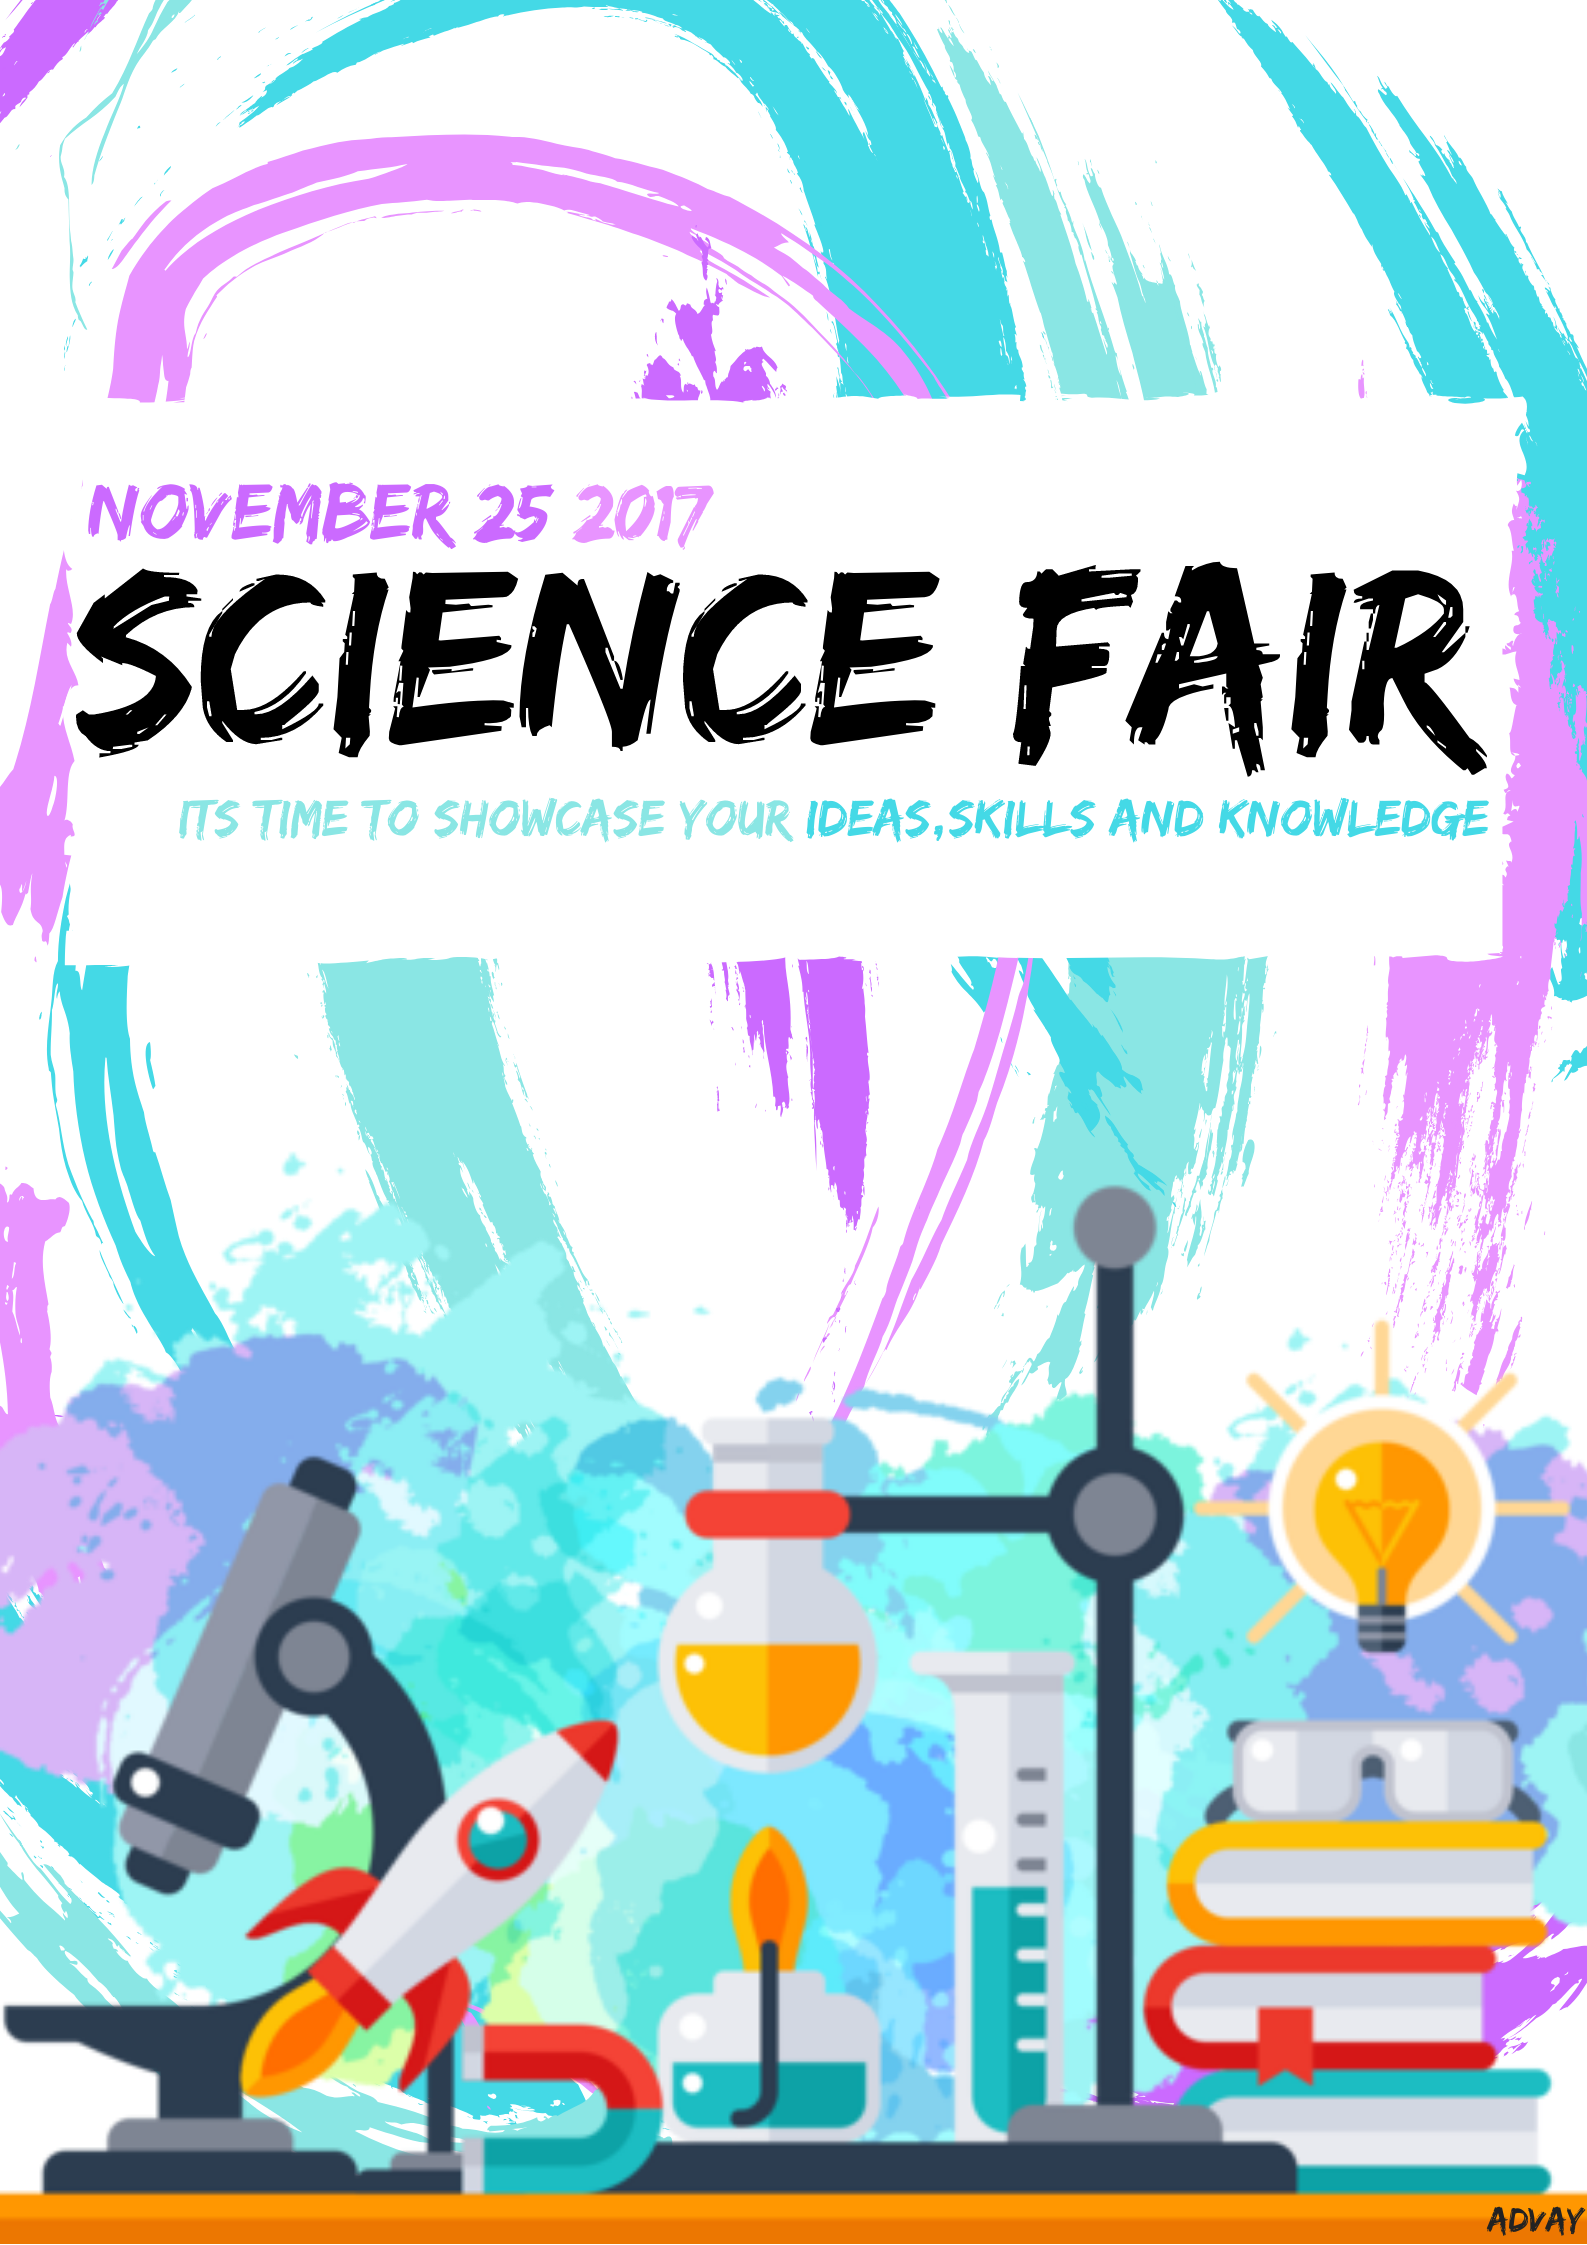 NOVEMBER 25 2017
SCIENCE FAIR
ITS TIME TO SHOWCASE YOUR IDEAS,SKILLS AND KNOWLEDGE
ADVAY